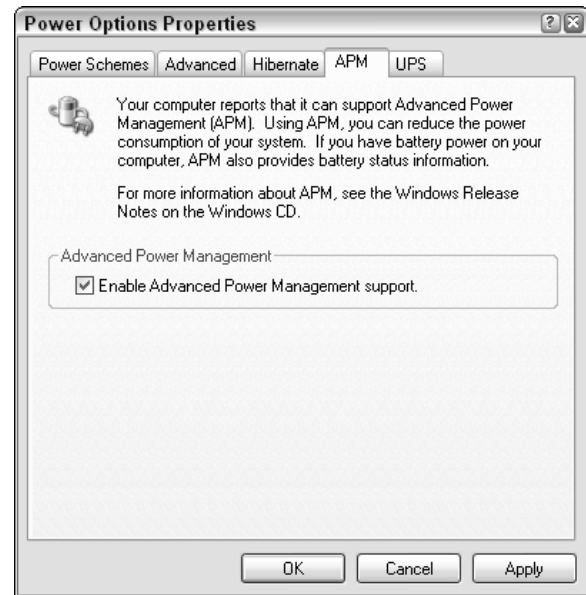 Power Options Properties
Power Schemes Advanced Hibernate APM UPS
Your computer reports that it can support Advanced Power
Management (APM). Using APM, you can reduce the power
consumption of your system. If you have battery power on your
computer, APM also provides battery status information.
For more information about APM, see the Windows Release
Notes on the Windows CD.
Advanced Power Management
Enable Advanced Power Management support.
OK Cancel Apply